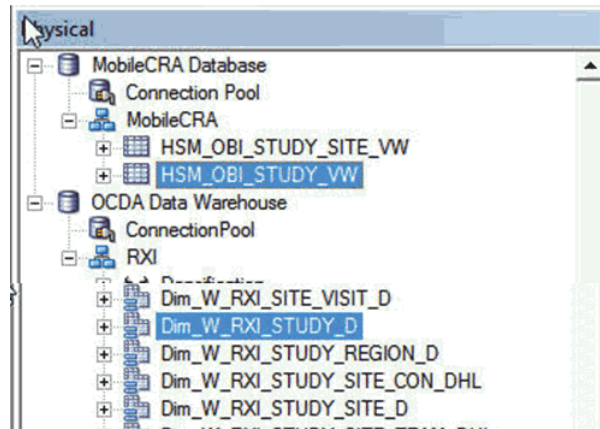 Physical
MobileCRA Database
Connection Pool
MobileCRA
HSM_OBI_STUDY_SITE_VW
HSM_OBI_STUDY_VW
OCDA Data Warehouse
ConnectionPool
RXI
Dim_W_RXI_SITE_VISIT_D
Dim_W_RXI_STUDY_D
Dim_W_RXI_STUDY_REGION_D
Dim_W_RXI_STUDY_SITE_CON_DHL
Dim_W_RXI_STUDY_SITE_D